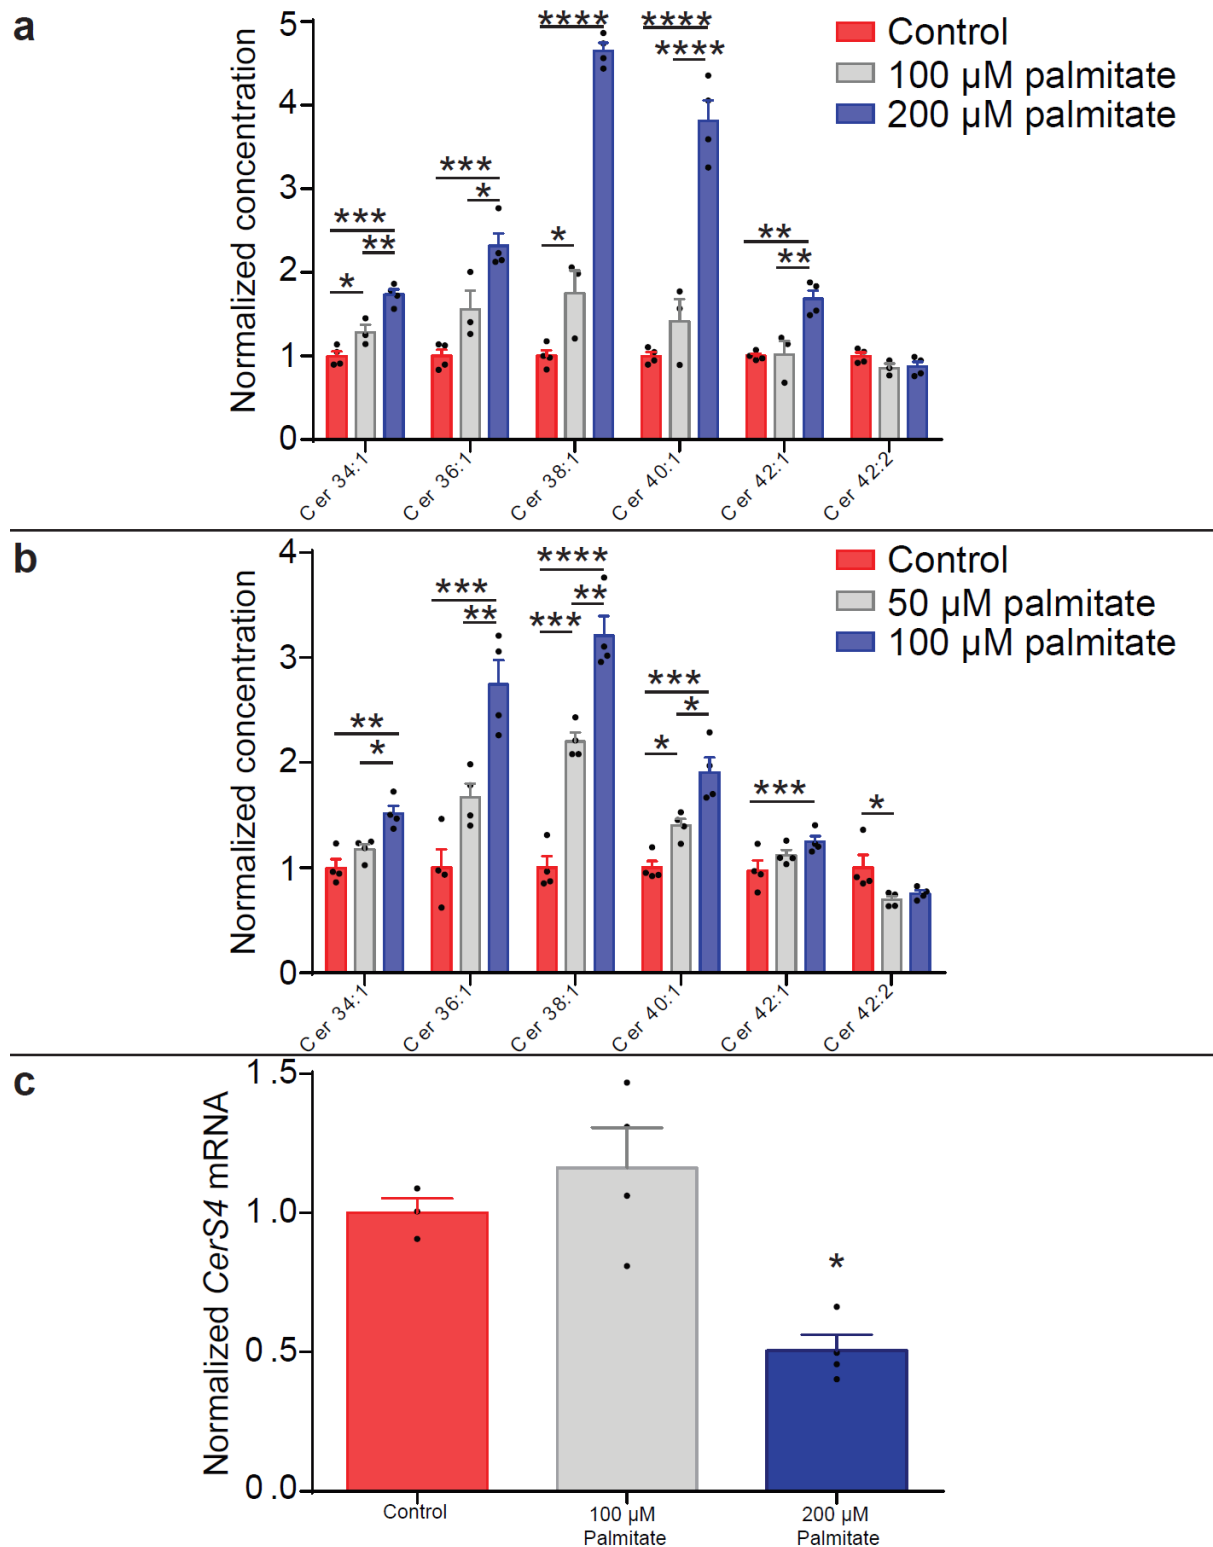 a
Normalized concentration
5
4
3
2
1
0
Control
100 µM palmitate
200 µM palmitate
***
**
*
***
*
****
*
****
****
**
**
Cer 34:1
Cer 36:1
Cer 38:1
Cer 40:1
Cer 42:1
Cer 42:2
b
Normalized concentration
4
3
2
1
0
Control
50 µM palmitate
100 µM palmitate
**
*
***
**
****
**
***
***
*
*
***
*
Cer 34:1
Cer 36:1
Cer 38:1
Cer 40:1
Cer 42:1
Cer 42:2
c
Normalized CerS4 mRNA
1.5
1.0
0.5
0.0
*
Control
100 µM
Palmitate
200 µM
Palmitate